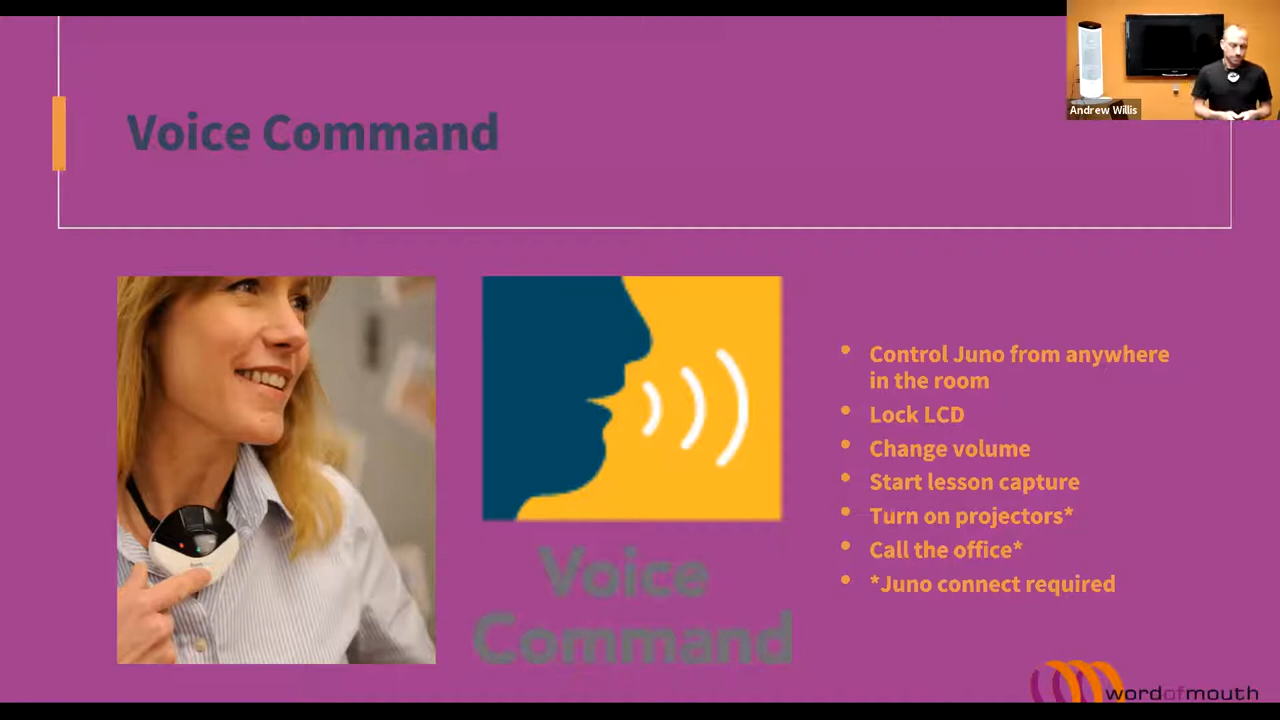 Andrew Willis
Voice Command
Voice
Command
• Control Juno from anywhere
in the room
• Lock LCD
• Change volume
• Start lesson capture
• Turn on projectors*
• Call the office*
• *Juno connect required
wordofmouth